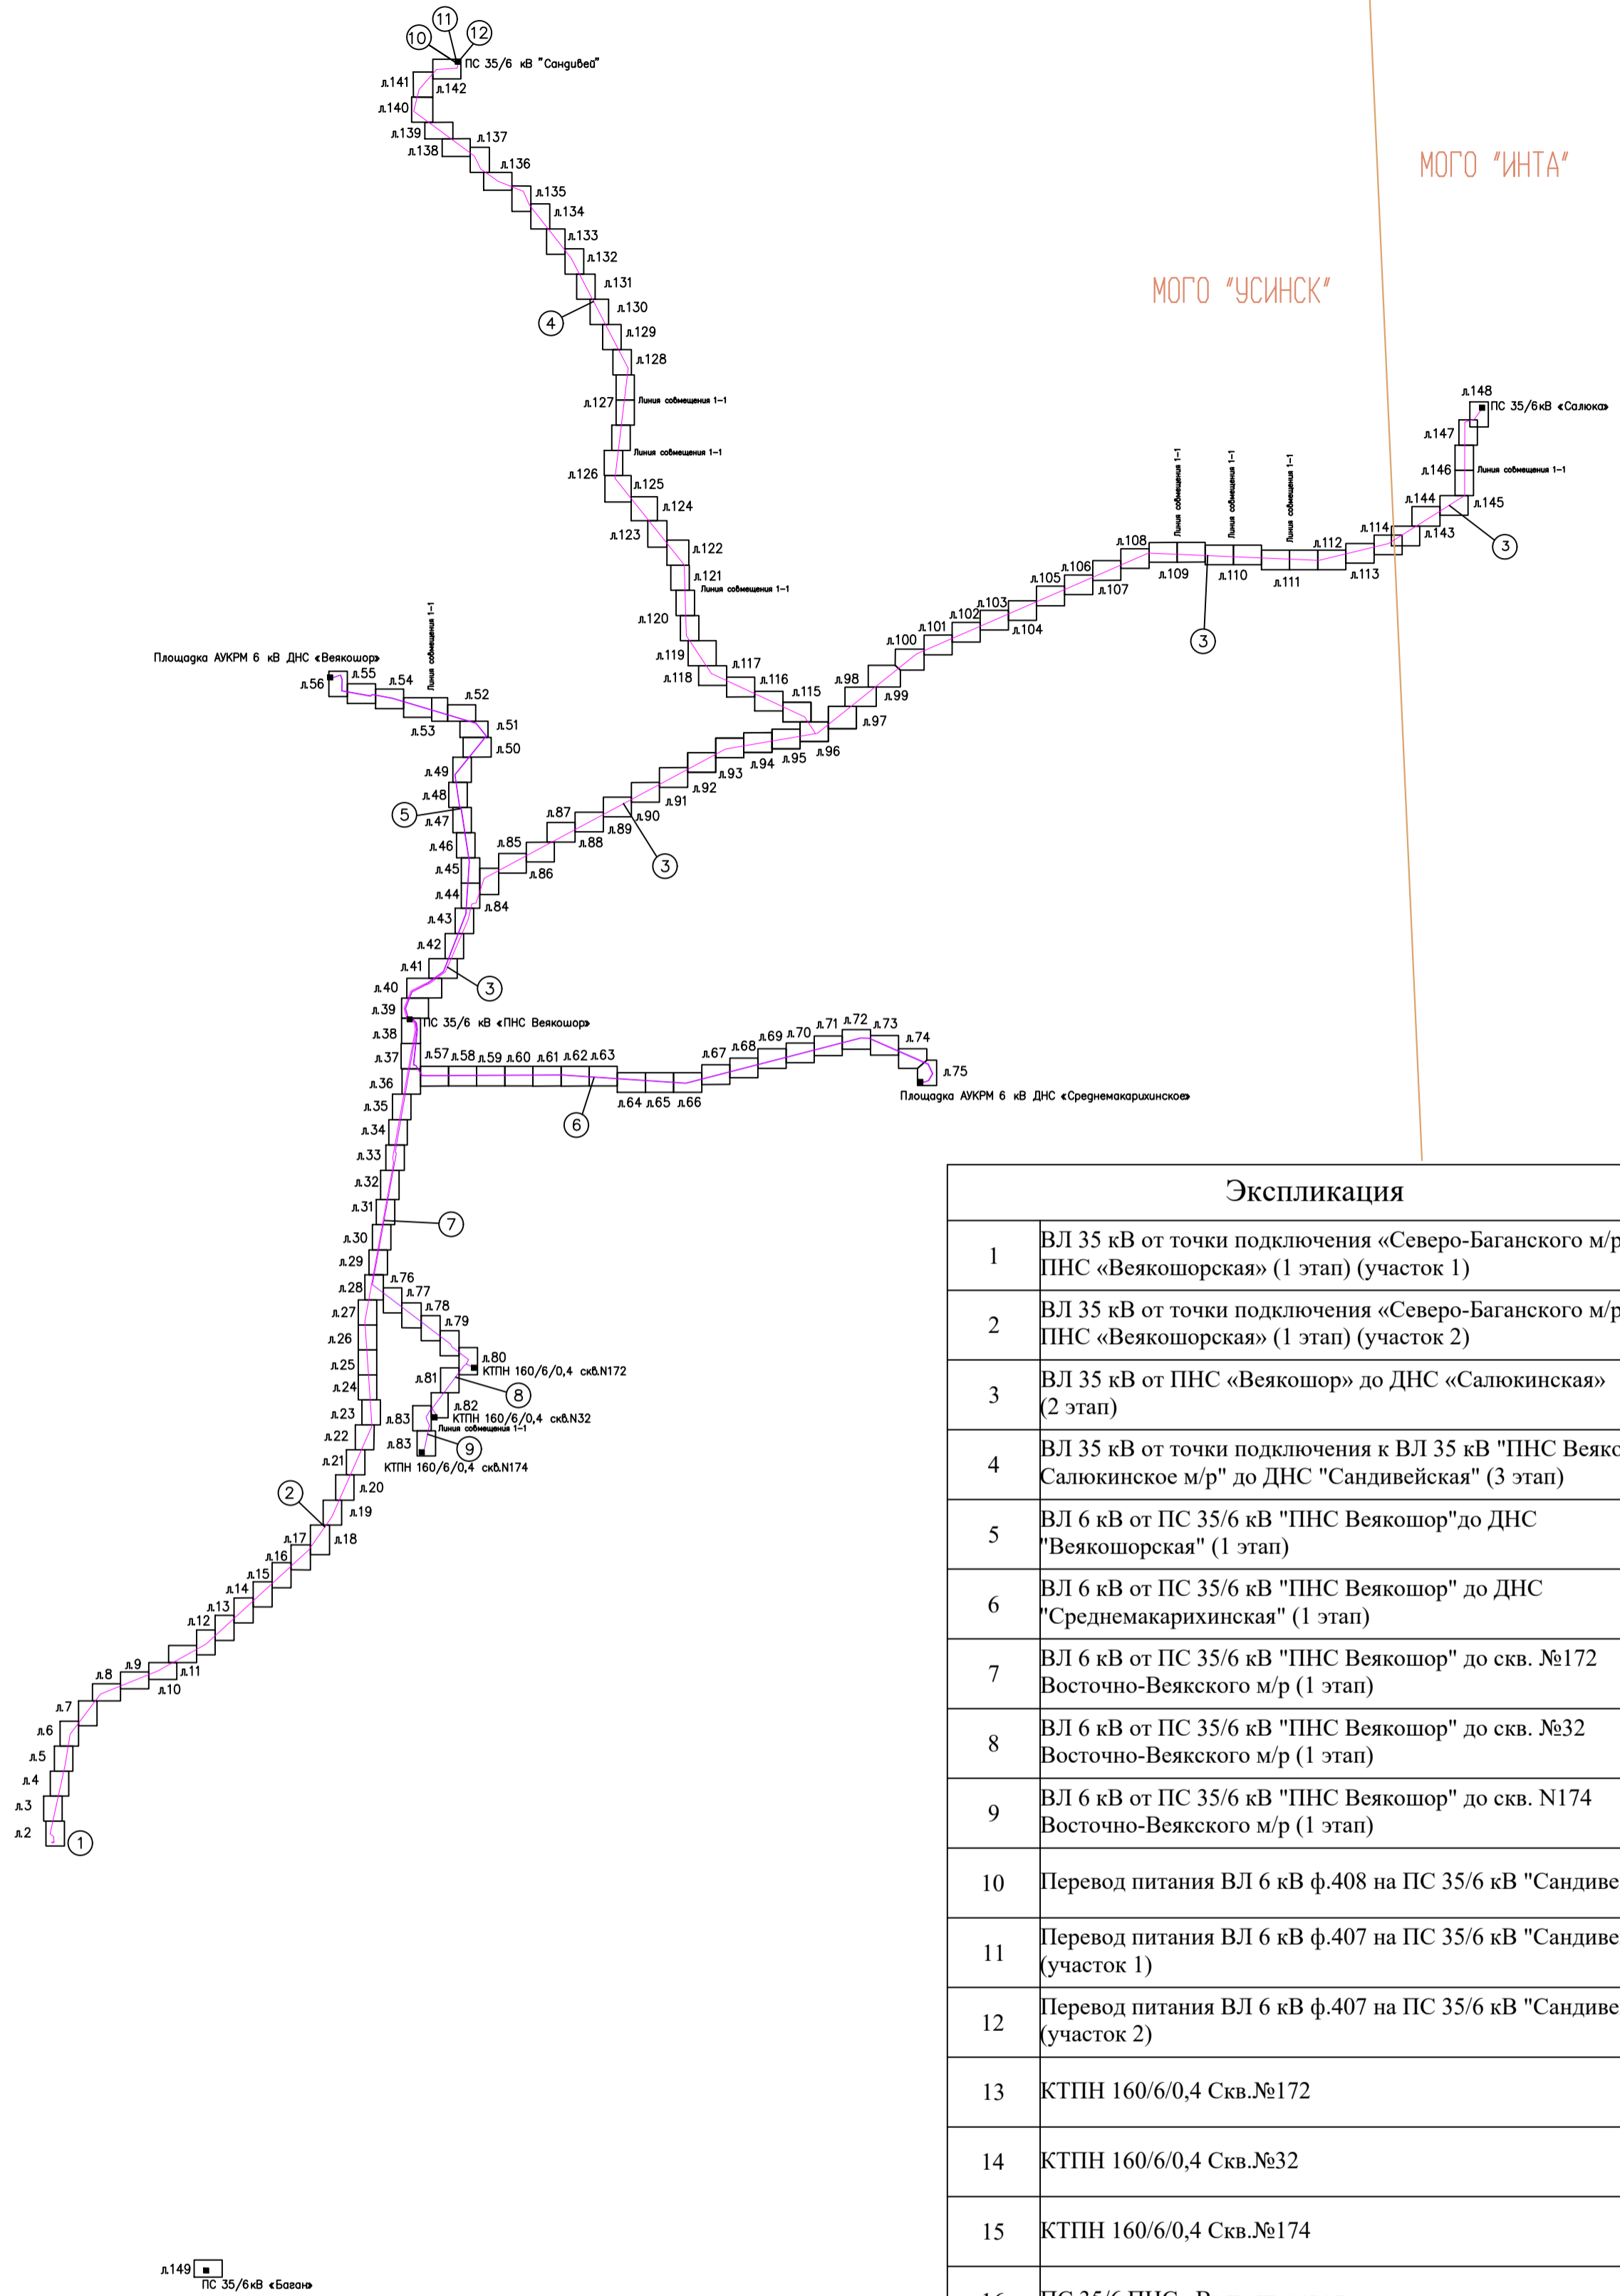 11
10
12
ПС 35/6 кВ "Сандивей"
л.141
л.142
л.140
л.139
л.138
л.137
л.136
л.135
л.134
л.133
л.132
л.131
л.130
4
л.129
л.128
л.127
Линия совмещения 1-1
Линия совмещения 1-1
л.126
л.125
л.124
л.123
л.122
л.121
Линия совмещения 1-1
л.120
л.119
л.118
л.117
л.116
л.115
МОГО "ИНТА"
МОГО "УСИНСК"
л.148
ПС 35/6кВ «Салюка»
л.147
л.146
Линия совмещения 1-1
л.144
л.145
л.114
л.143
3
л.112
л.113
Линия совмещения 1-1
Линия совмещения 1-1
Линия совмещения 1-1
л.108
л.109
л.110
л.111
3
л.106
л.107
л.105
л.103
л.104
л.102
л.101
л.100
л.98
л.99
л.97
л.96
л.95
л.94
л.93
л.92
л.91
л.90
л.89
л.87
л.88
3
л.85
л.86
л.84
Линия совмещения 1-1
Площадка АУКРМ 6 кВ ДНС «Веякошор»
л.56
л.55
л.54
л.53
л.52
л.51
л.50
л.49
л.48
5
л.47
л.46
л.45
л.44
л.43
л.42
л.41
3
л.40
л.39
ПС 35/6 кВ «ПНС Веякошор»
л.38
л.37
л.57
л.58
л.59
л.60
л.61
л.62
л.63
л.64
л.65
л.66
л.67
л.68
л.69
л.70
л.71
л.72
л.73
л.74
л.75
Площадка АУКРМ 6 кВ ДНС «Среднемакарихинское»
6
л.36
л.35
л.34
л.33
л.32
л.31
7
л.30
л.29
л.28
л.76
л.77
л.78
л.79
л.80
КТПН 160/6/0,4 скв.N172
л.27
л.26
л.25
л.24
л.81
8
л.82
КТПН 160/6/0,4 скв.N32
л.83
Линия совмещения 1-1
л.83
9
КТПН 160/6/0,4 скв.N174
л.23
л.22
л.21
л.20
2
л.19
л.18
л.17
л.16
л.15
л.14
л.13
л.12
л.11
л.10
л.9
л.8
л.7
л.6
л.5
л.4
л.3
л.2
1
л.149
ПС 35/6кВ «Баган»
Экспликация
1 ВЛ 35 кВ от точки подключения «Северо-Баганского м/р
ПНС «Веякошорская» (1 этап) (участок 1)
2 ВЛ 35 кВ от точки подключения «Северо-Баганского м/р
ПНС «Веякошорская» (1 этап) (участок 2)
3 ВЛ 35 кВ от ПНС «Веякошор» до ДНС «Салюкинская»
(2 этап)
4 ВЛ 35 кВ от точки подключения к ВЛ 35 кВ "ПНС Веяко
Салюкинское м/р" до ДНС "Сандивейская" (3 этап)
5 ВЛ 6 кВ от ПС 35/6 кВ "ПНС Веякошор"до ДНС
"Веякошорская" (1 этап)
6 ВЛ 6 кВ от ПС 35/6 кВ "ПНС Веякошор" до ДНС
"Среднемакарихинская" (1 этап)
7 ВЛ 6 кВ от ПС 35/6 кВ "ПНС Веякошор" до скв. №172
Восточно-Веякского м/р (1 этап)
8 ВЛ 6 кВ от ПС 35/6 кВ "ПНС Веякошор" до скв. №32
Восточно-Веякского м/р (1 этап)
9 ВЛ 6 кВ от ПС 35/6 кВ "ПНС Веякошор" до скв. N174
Восточно-Веякского м/р (1 этап)
10 Перевод питания ВЛ 6 кВ ф.408 на ПС 35/6 кВ "Сандиве
11 Перевод питания ВЛ 6 кВ ф.407 на ПС 35/6 кВ "Сандиве
(участок 1)
12 Перевод питания ВЛ 6 кВ ф.407 на ПС 35/6 кВ "Сандиве
(участок 2)
13 КТПН 160/6/0,4 Скв.№172
14 КТПН 160/6/0,4 Скв.№32
15 КТПН 160/6/0,4 Скв.№174